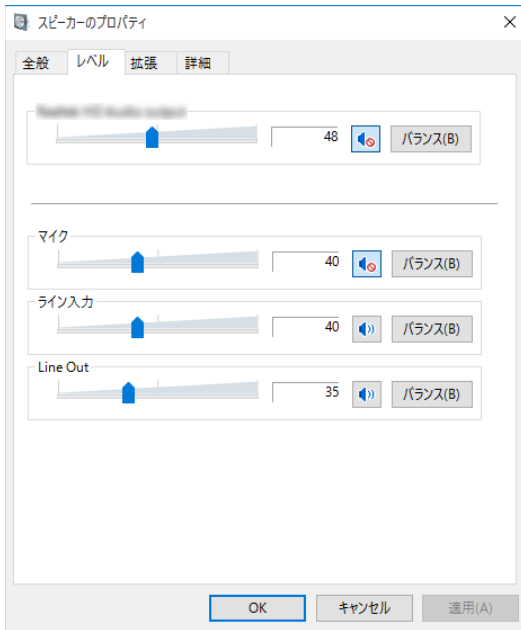 スピーカーのプロパティ
全般 レベル 拡張 詳細
48 バランス(B)
マイク
40 バランス(B)
ライン入力
40 バランス(B)
Line Out
35 バランス(B)
OK キャンセル 適用(A)